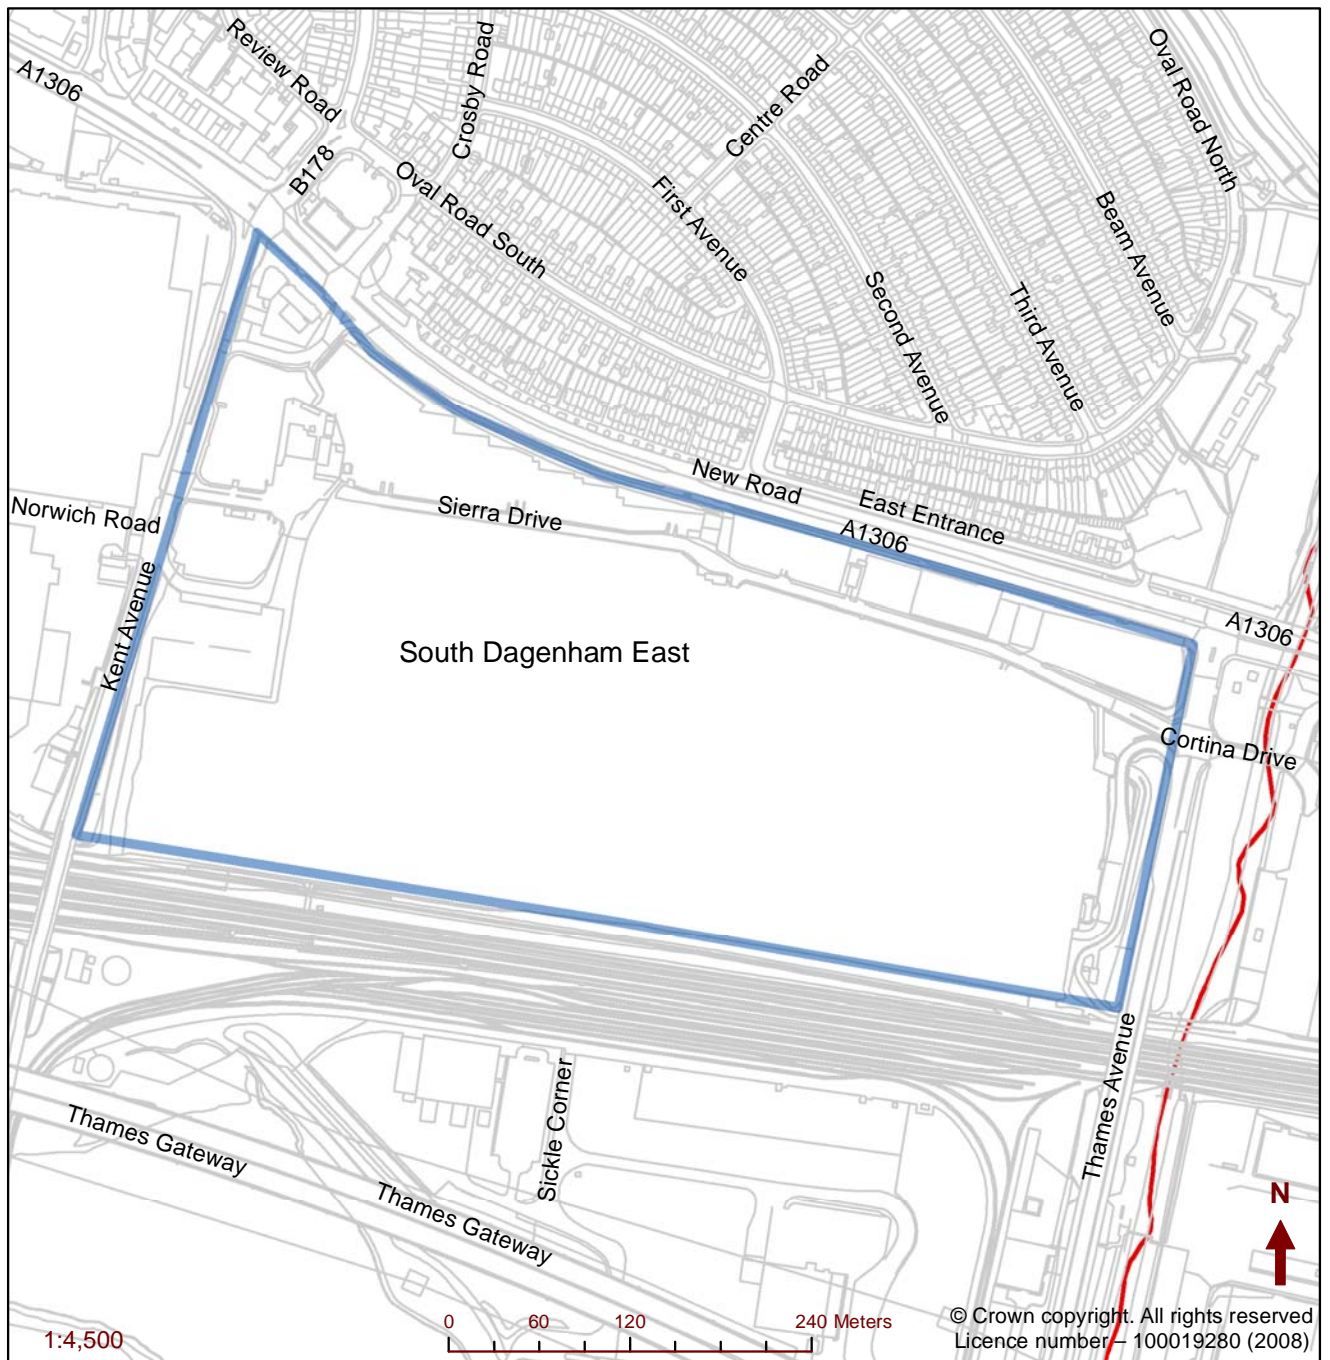 Review Road
Crosby Road
Oval Road North
A1306
Centre Road
B178
Oval Road South
First Avenue
Beam Avenue
Second Avenue
Third Avenue
New Road
East Entrance
Sierra Drive
Norwich Road
A1306
Kent Avenue
A1306
South Dagenham East
Cortina Drive
Thames Avenue
Sickle Corner
Thames Gateway
Thames Gateway
N
0 60 120 240 Meters
1:4,500
© Crown copyright. All rights reserved
Licence number – 100019280 (2008)